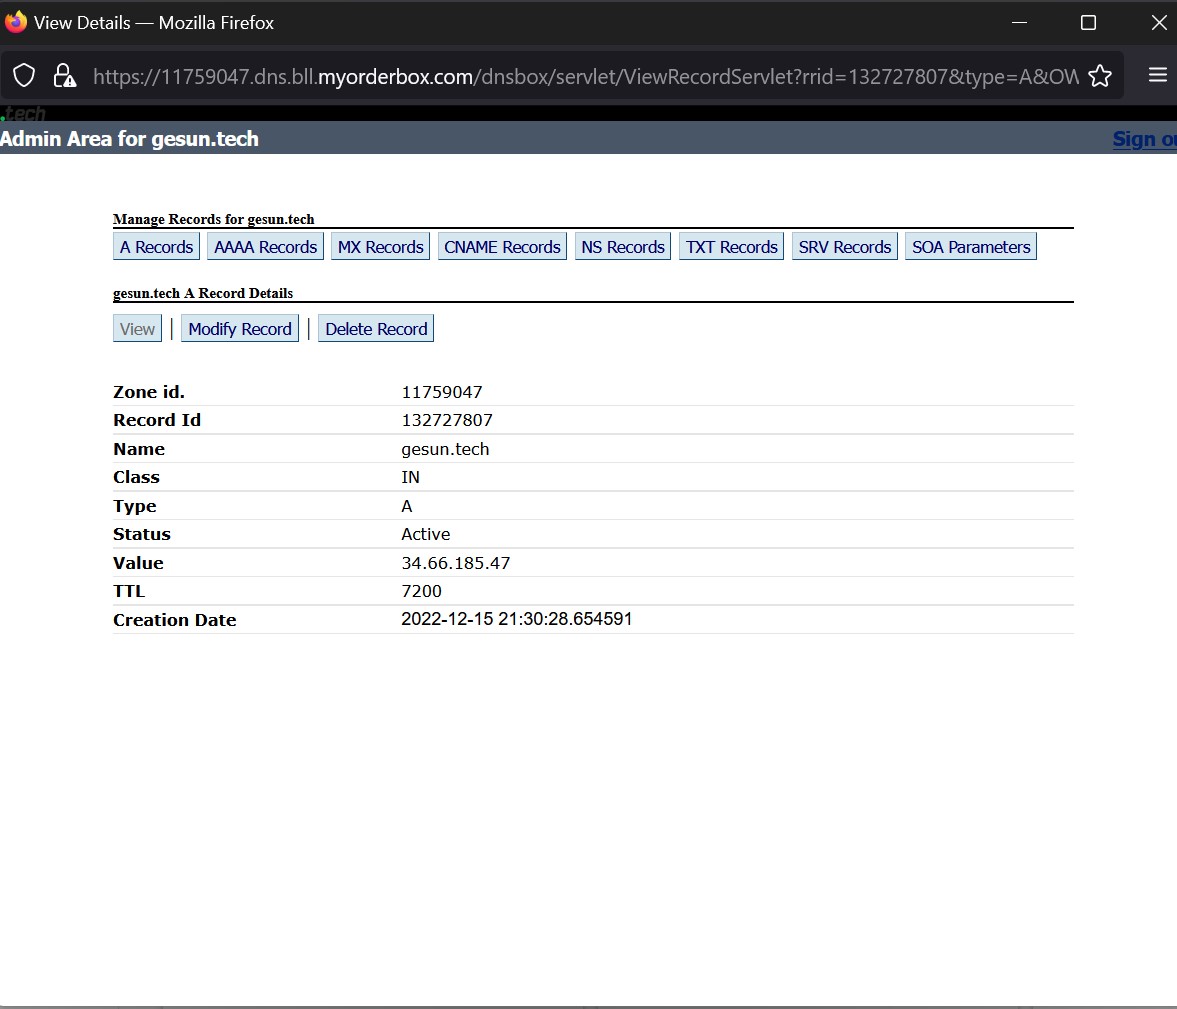 View Details — Mozilla Firefox
https://11759047.dns.bll.myorderbox.com/dnsbox/servlet/ViewRecordServlet?rrid=132727807&type=A&OW
.tech
Admin Area for gesun.tech Sign ou
Manage Records for gesun.tech
A Records AAAA Records MX Records CNAME Records NS Records TXT Records SRV Records SOA Parameters
gesun.tech A Record Details
View | Modify Record | Delete Record
Zone id. 11759047
Record Id 132727807
Name gesun.tech
Class IN
Type A
Status Active
Value 34.66.185.47
TTL 7200
Creation Date 2022-12-15 21:30:28.654591